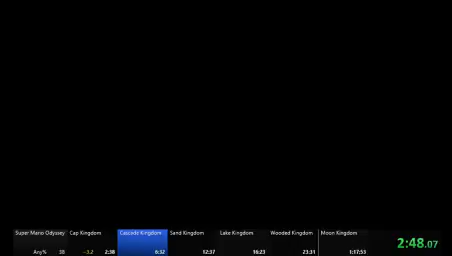 Super Mario Odyssey Cap Kingdom Cascade Kingdom Sand Kingdom Lake Kingdom Wooded Kingdom Moon Kingdom
Any% 38 −3.2 2:38 6:32 12:37 16:23 23:31 1:17:53
2:48.07